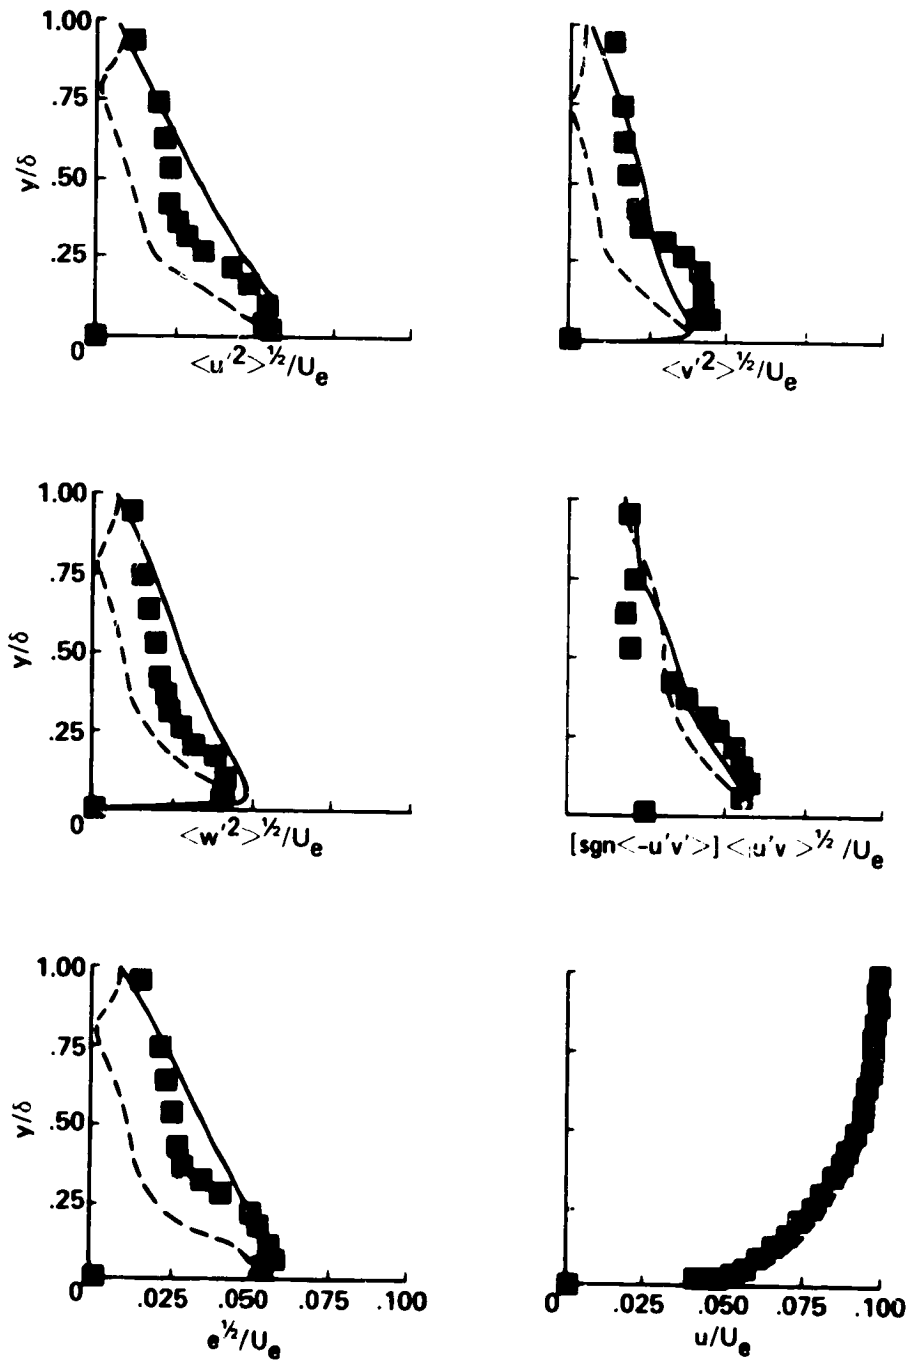 1.00
.75
.50
.25
0
y/δ
<u'2>½/Ue
<v'2>½/Ue
1.00
.75
.50
.25
0
y/δ
<w'2>½/Ue
[sgn<-u'v'>] <u'v >½ /Ue
1.00
.75
.50
.25
0
y/δ
.025 .050 .075 .100
e½/Ue
0 .025 .050 .075 .100
u/Ue